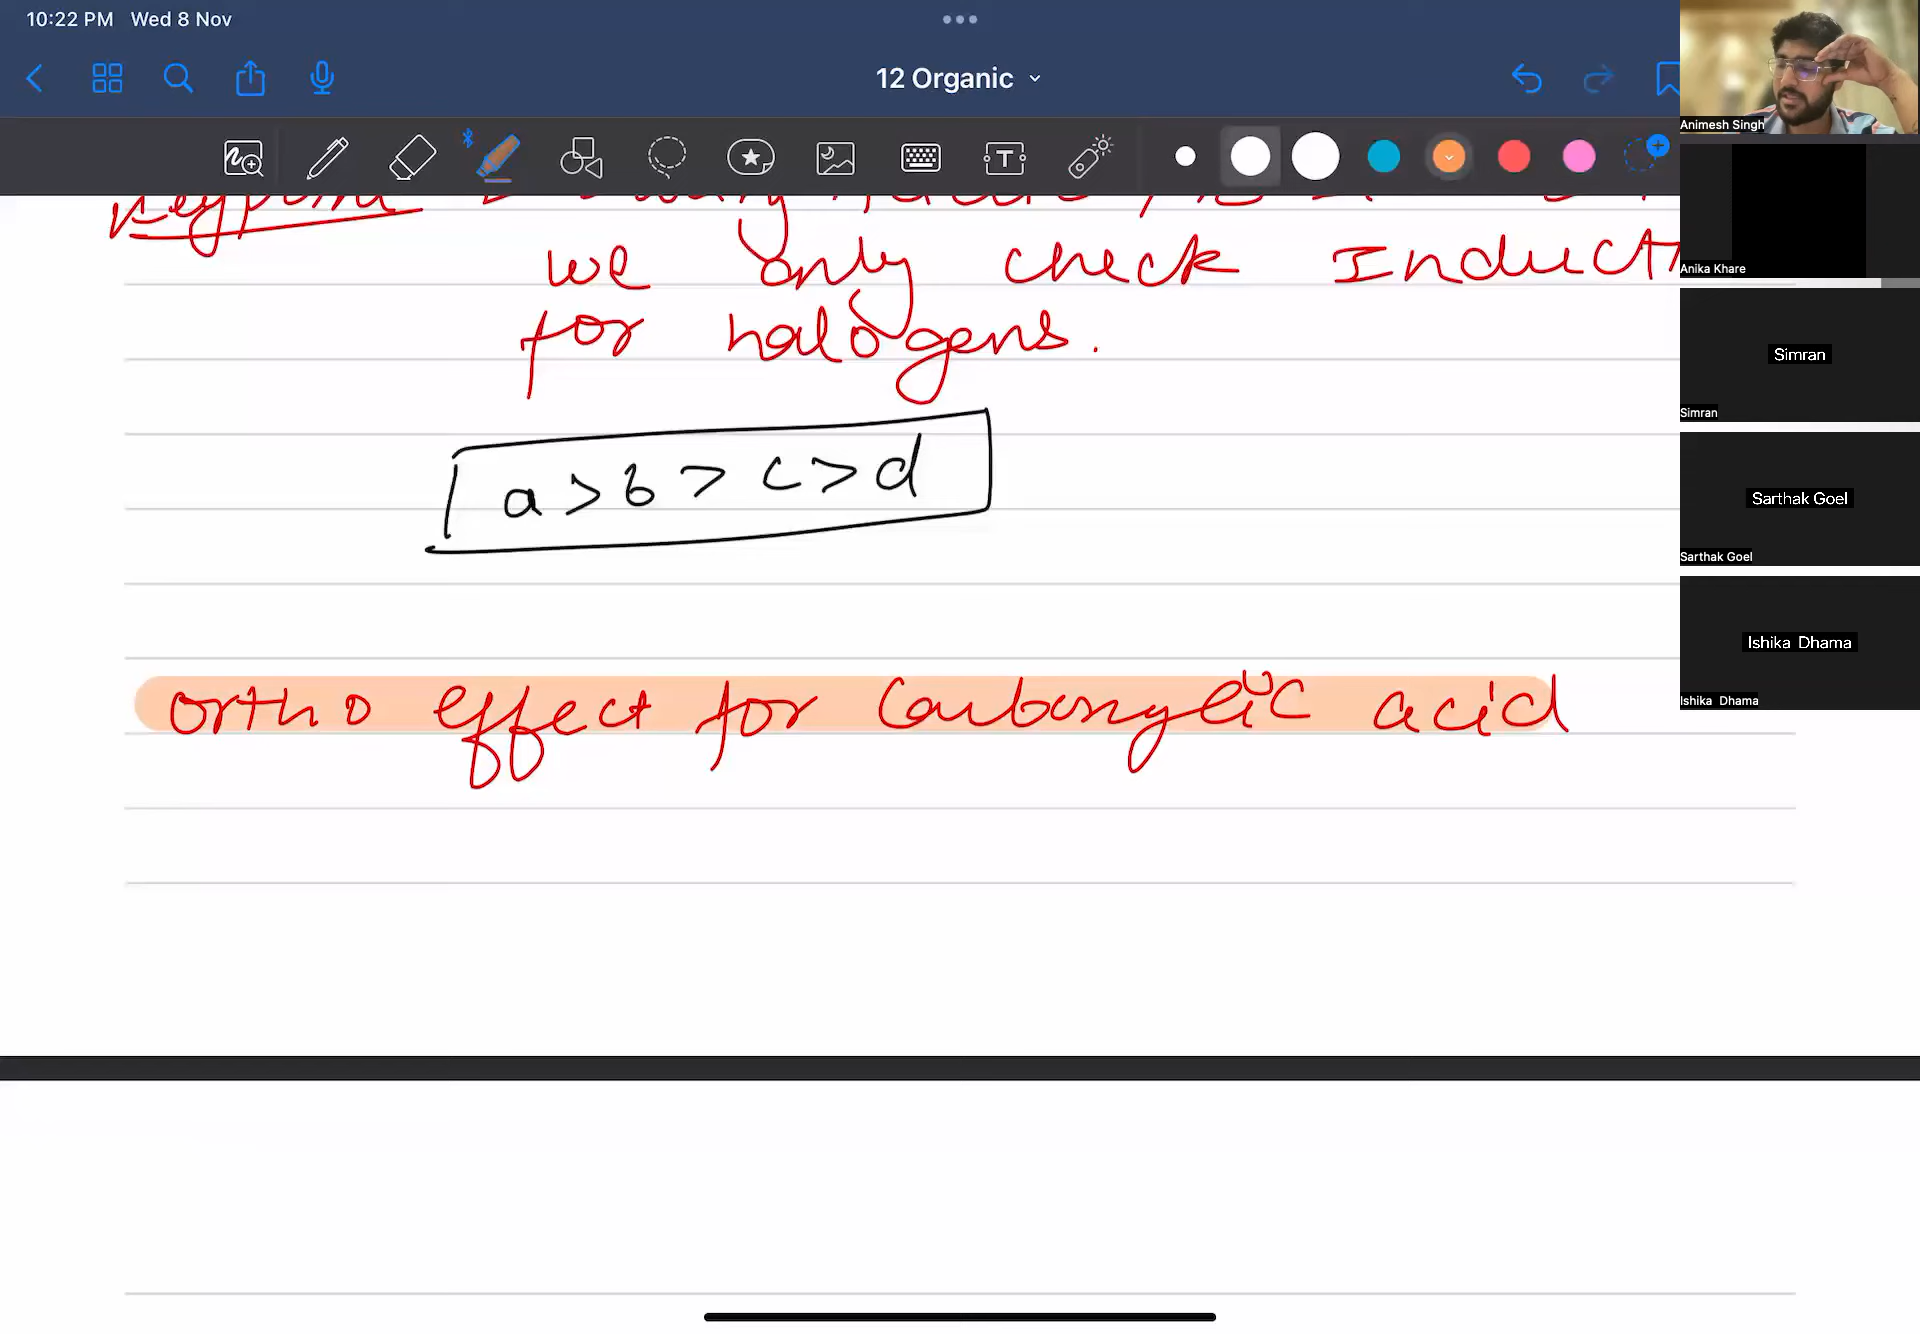 10:22 PM Wed 8 Nov
12 Organic
Animesh Singh
Keypoint
we only check Induct
Anika Khare
for halogens.
Simran
Simran
a > b > c > d
Sarthak Goel
Sarthak Goel
Ishika Dhama
Ishika Dhama
ortho effect for Carboxylic acid